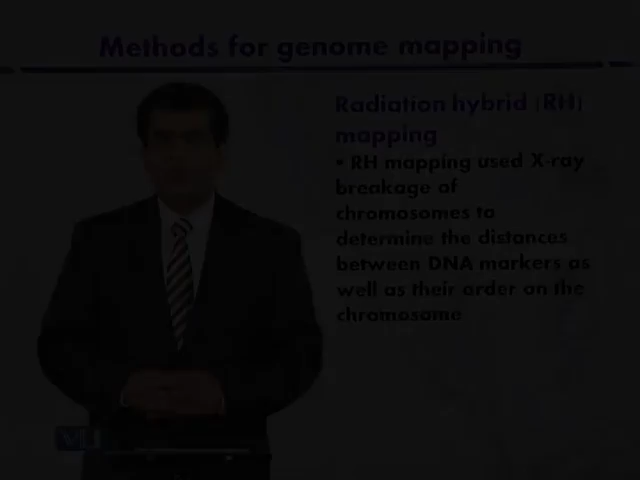 Methods for genome mapping
Radiation hybrid (RH)
mapping
• RH mapping used X-ray
breakage of
chromosomes to
determine the distances
between DNA markers as
well as their order on the
chromosome
VU